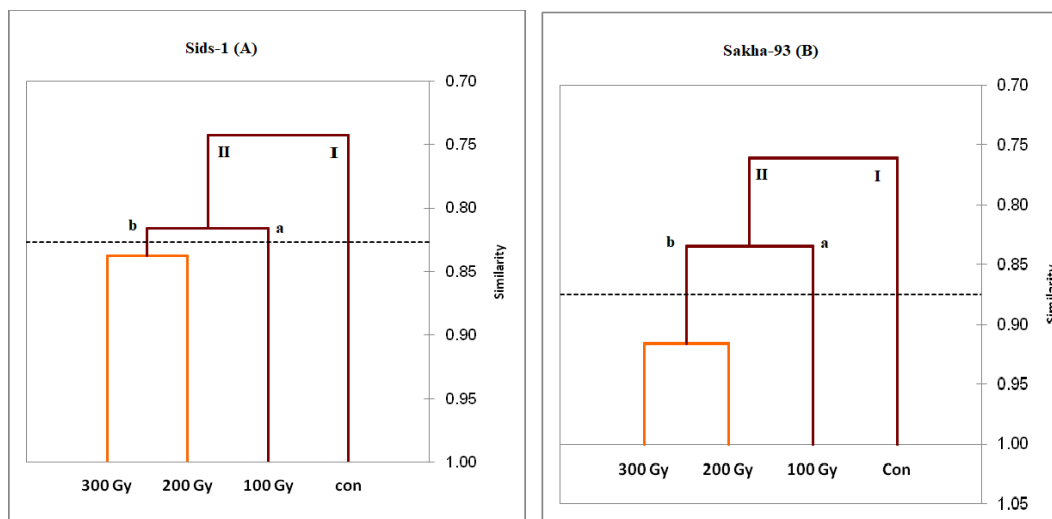 Sids-1 (A)
0.70
0.75
0.80
0.85
0.90
0.95
1.00
Similarity
II
I
b
a
300 Gy
200 Gy
100 Gy
con
Sakha-93 (B)
0.70
0.75
0.80
0.85
0.90
0.95
1.00
1.05
Similarity
II
I
b
a
300 Gy
200 Gy
100 Gy
Con